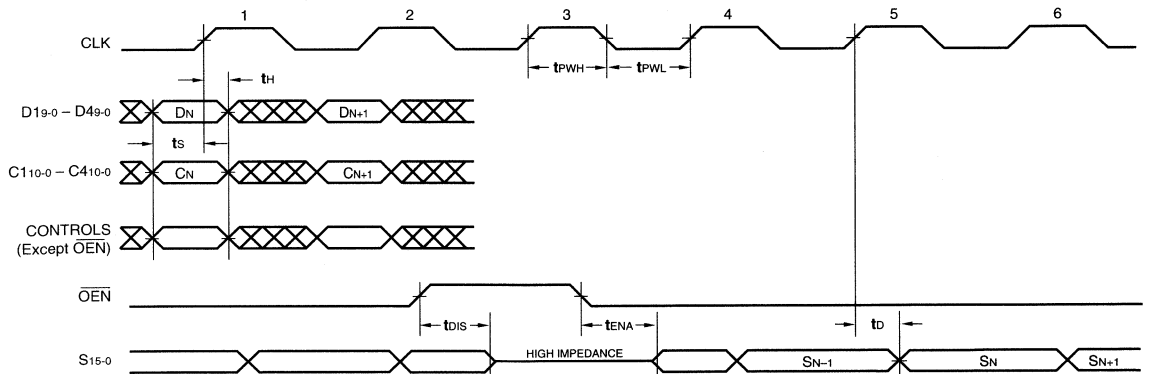 1 2 3 4 5 6
CLK
tPWH tPWL
tH
D19-0 – D49-0 DN DN+1
tS
C110-0 – C410-0 CN CN+1
CONTROLS
(Except OEN)
OEN
tDIS tENA tD
HIGH IMPEDANCE
S15-0 SN–1 SN SN+1